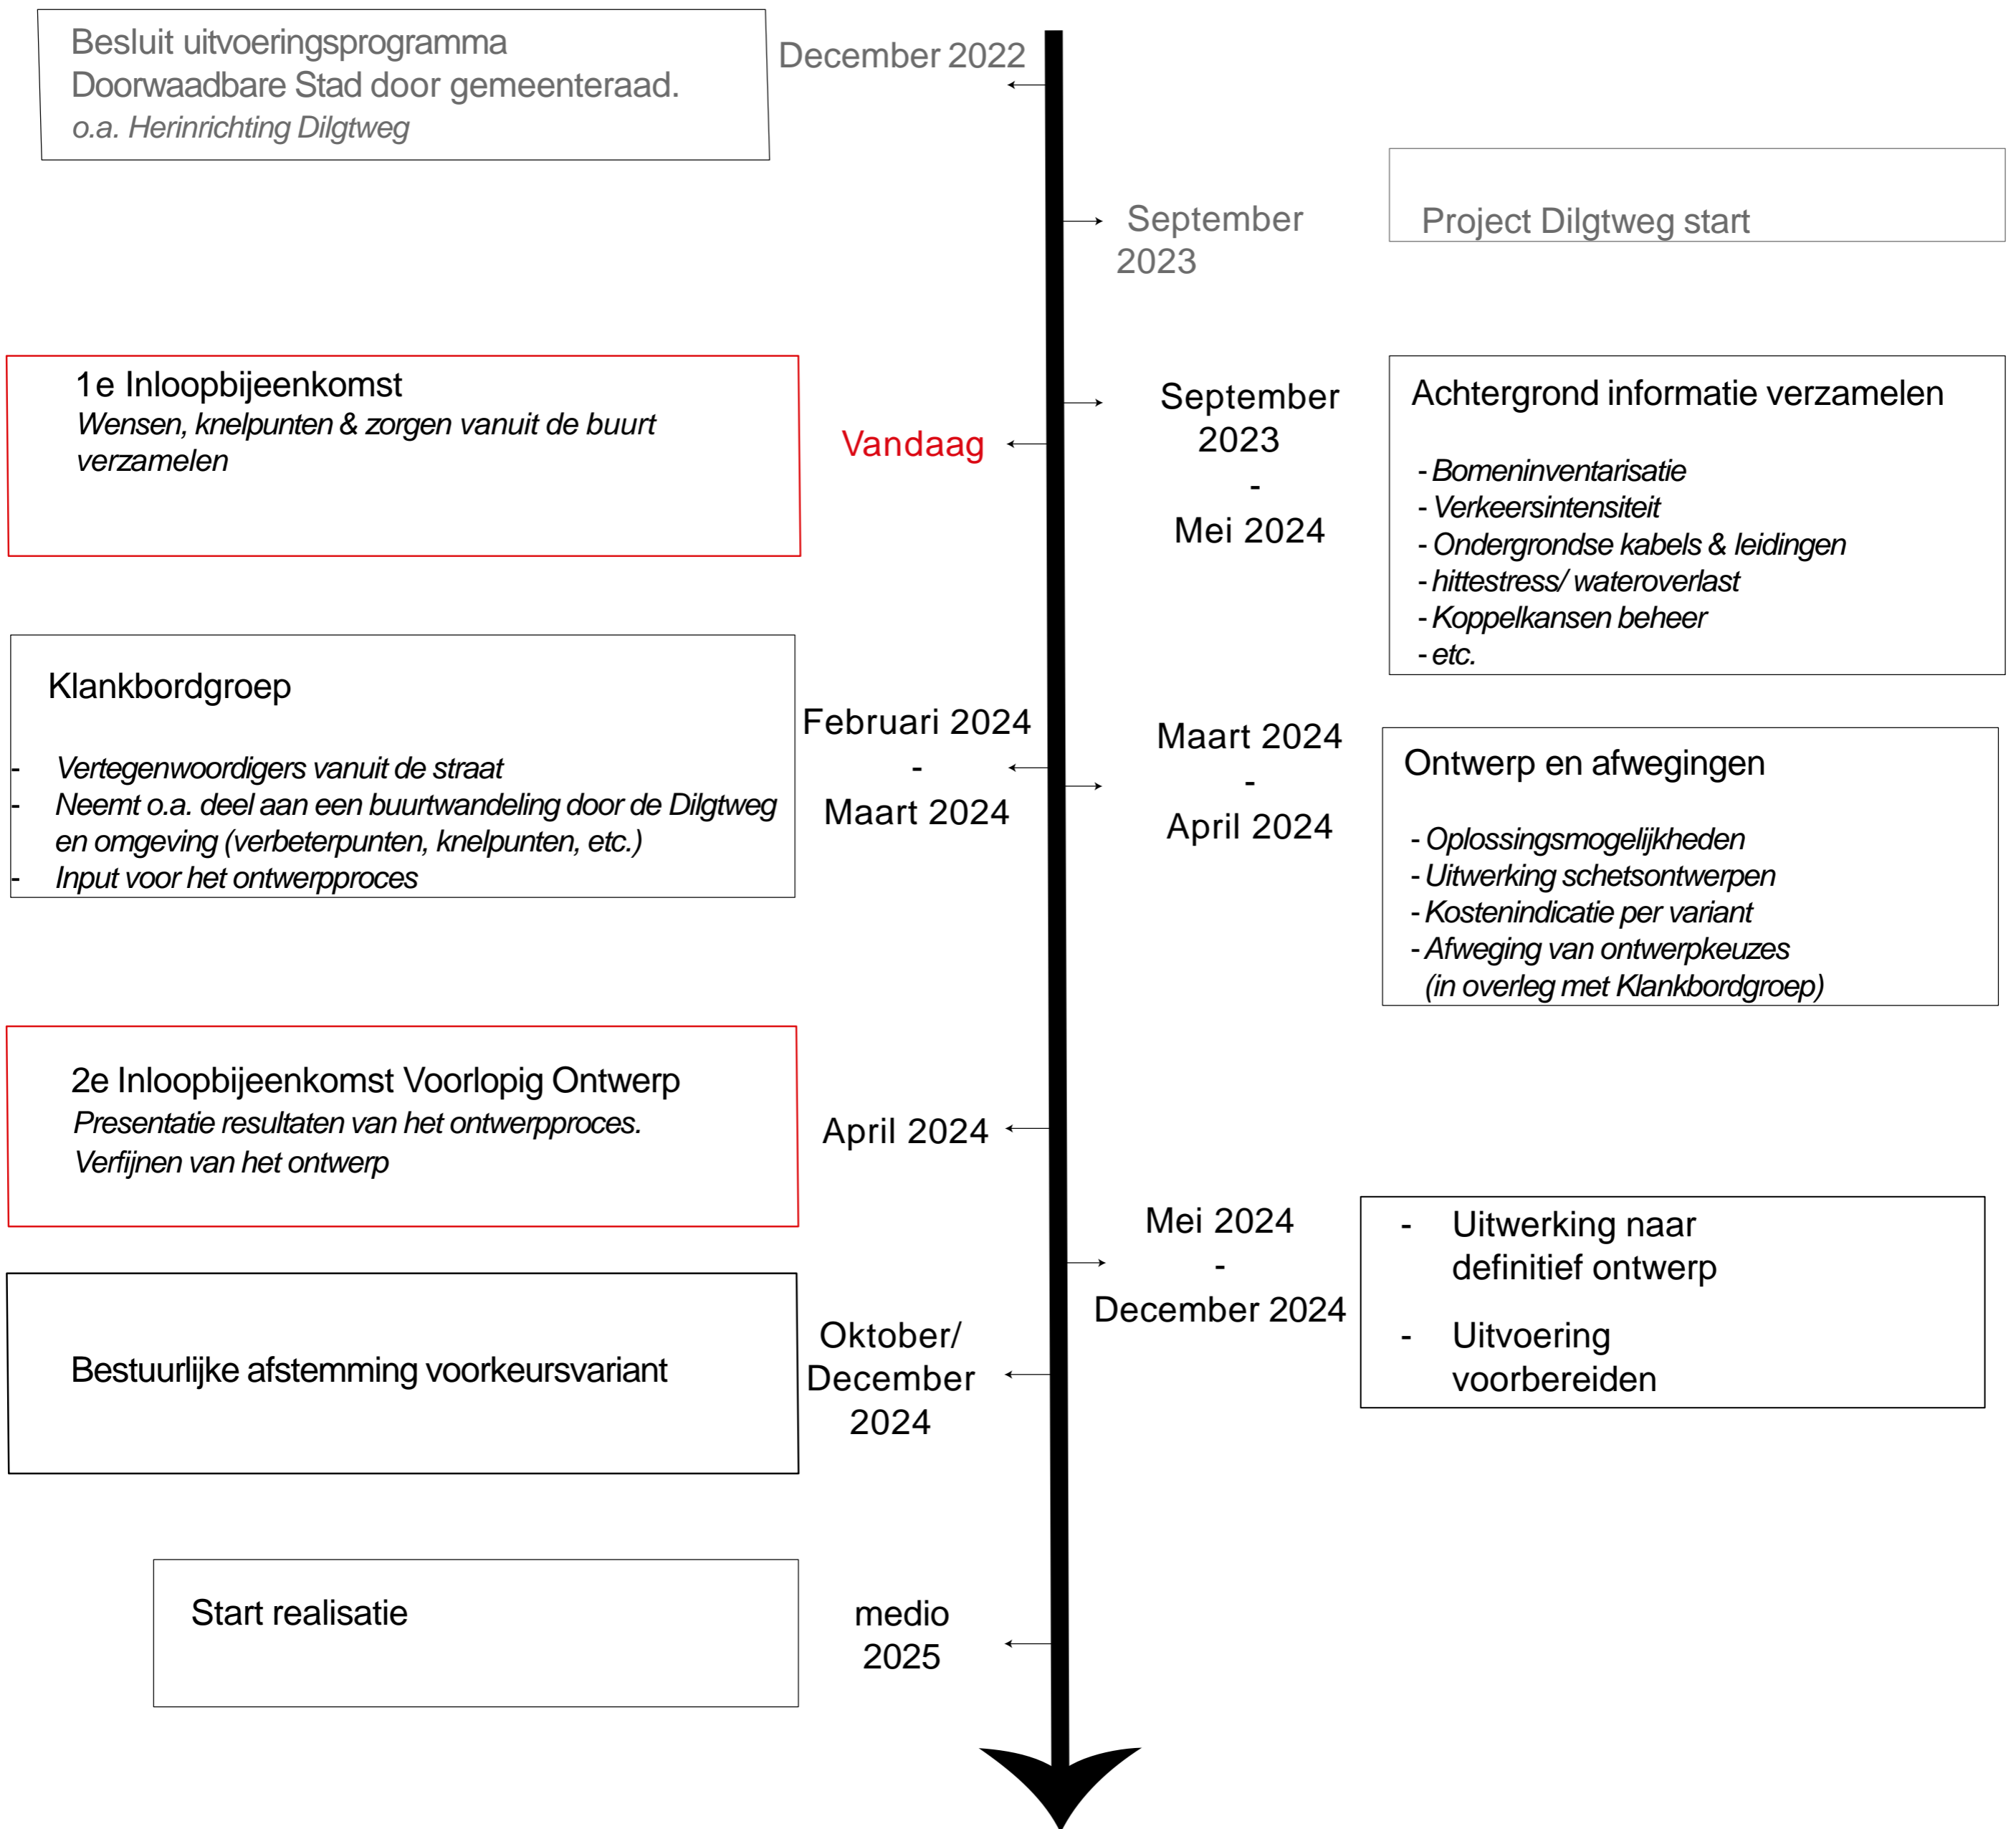 Besluit uitvoeringsprogramma
Doorwaadbare Stad door gemeenteraad.
o.a. Herinrichting Dilgtweg
December 2022
September
2023
Project Dilgtweg start
1e Inloopbijeenkomst
Wensen, knelpunten & zorgen vanuit de buurt
verzamelen
Vandaag
September
2023
-
Mei 2024
Achtergrond informatie verzamelen
- Bomeninventarisatie
- Verkeersintensiteit
- Ondergrondse kabels & leidingen
- hittestress/ wateroverlast
- Koppelkansen beheer
- etc.
Klankbordgroep
- Vertegenwoordigers vanuit de straat
- Neemt o.a. deel aan een buurtwandeling door de Dilgtweg
en omgeving (verbeterpunten, knelpunten, etc.)
- Input voor het ontwerpproces
Februari 2024
-
Maart 2024
Maart 2024
-
April 2024
Ontwerp en afwegingen
- Oplossingsmogelijkheden
- Uitwerking schetsontwerpen
- Kostenindicatie per variant
- Afweging van ontwerpkeuzes
(in overleg met Klankbordgroep)
2e Inloopbijeenkomst Voorlopig Ontwerp
Presentatie resultaten van het ontwerpproces.
Verfijnen van het ontwerp
April 2024
Mei 2024
-
December 2024
- Uitwerking naar
definitief ontwerp
- Uitvoering
voorbereiden
Bestuurlijke afstemming voorkeursvariant
Oktober/
December
2024
Start realisatie
medio
2025